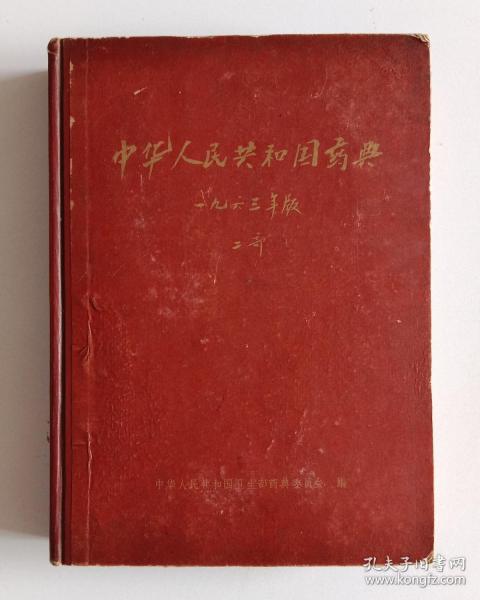 中华人民共和国药典
一九六三年版
二部
中华人民共和国卫生部药典委员会 编
孔夫子旧书网
www.kongfz.com